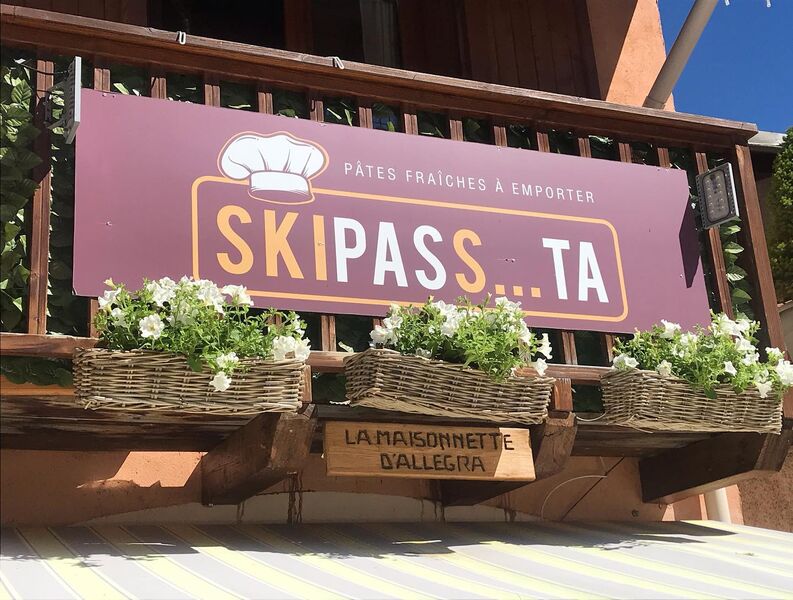 PÂTES FRAÎCHES À EMPORTER
SKIPASS...TA
LA MAISONNETTE
D'ALLEGRA